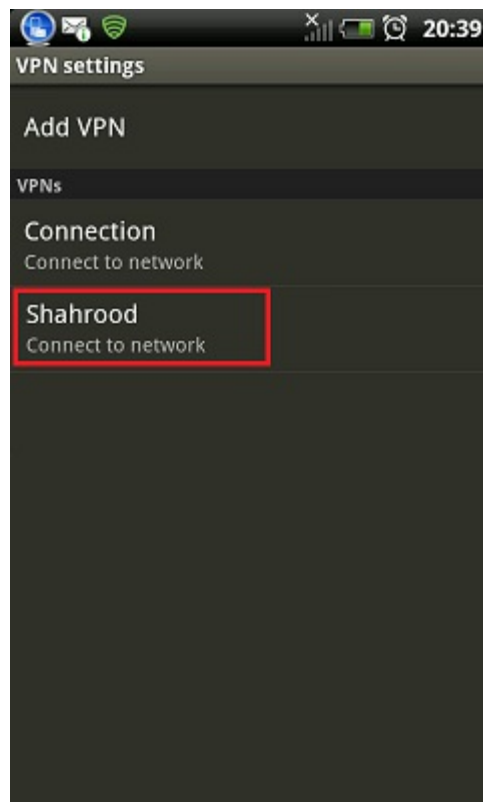 20:39
VPN settings
Add VPN
VPNs
Connection
Connect to network
Shahrood
Connect to network